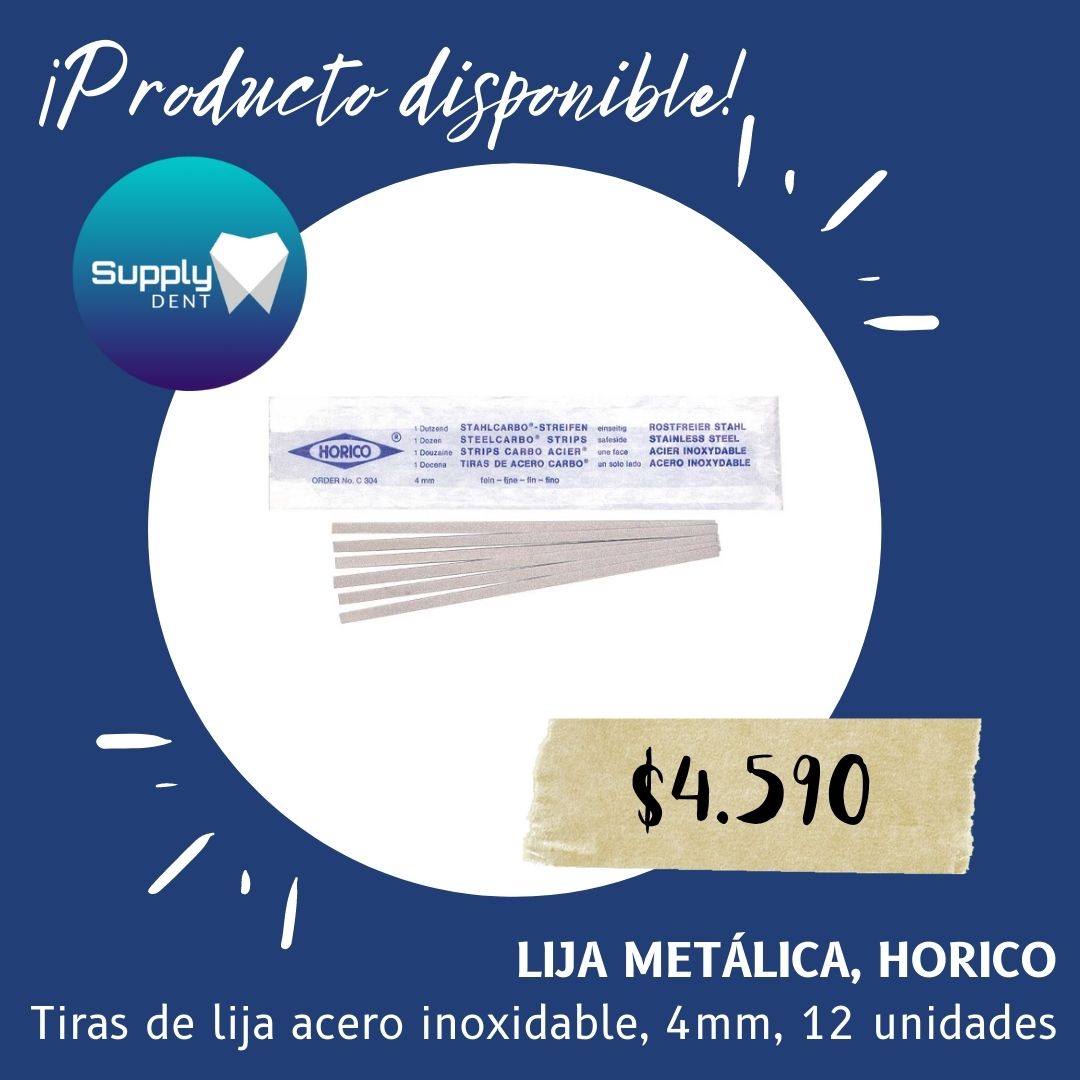 ¡Producto disponible!
Supply
DENT
HORICO
®
ORDER No. C 304
1 Dutzend STAHLCARBO®-STREIFEN einseitig ROSTFREIER STAHL
1 Dozen STEELCARBO® STRIPS safeside STAINLESS STEEL
1 Douzaine STRIPS CARBO ACIER® une face ACIER INOXYDABLE
1 Docena TIRAS DE ACERO CARBO® un solo lado ACERO INOXYDABLE
4 mm fein – fine – fin – fino
$4.590
LIJA METÁLICA, HORICO
Tiras de lija acero inoxidable, 4mm, 12 unidades